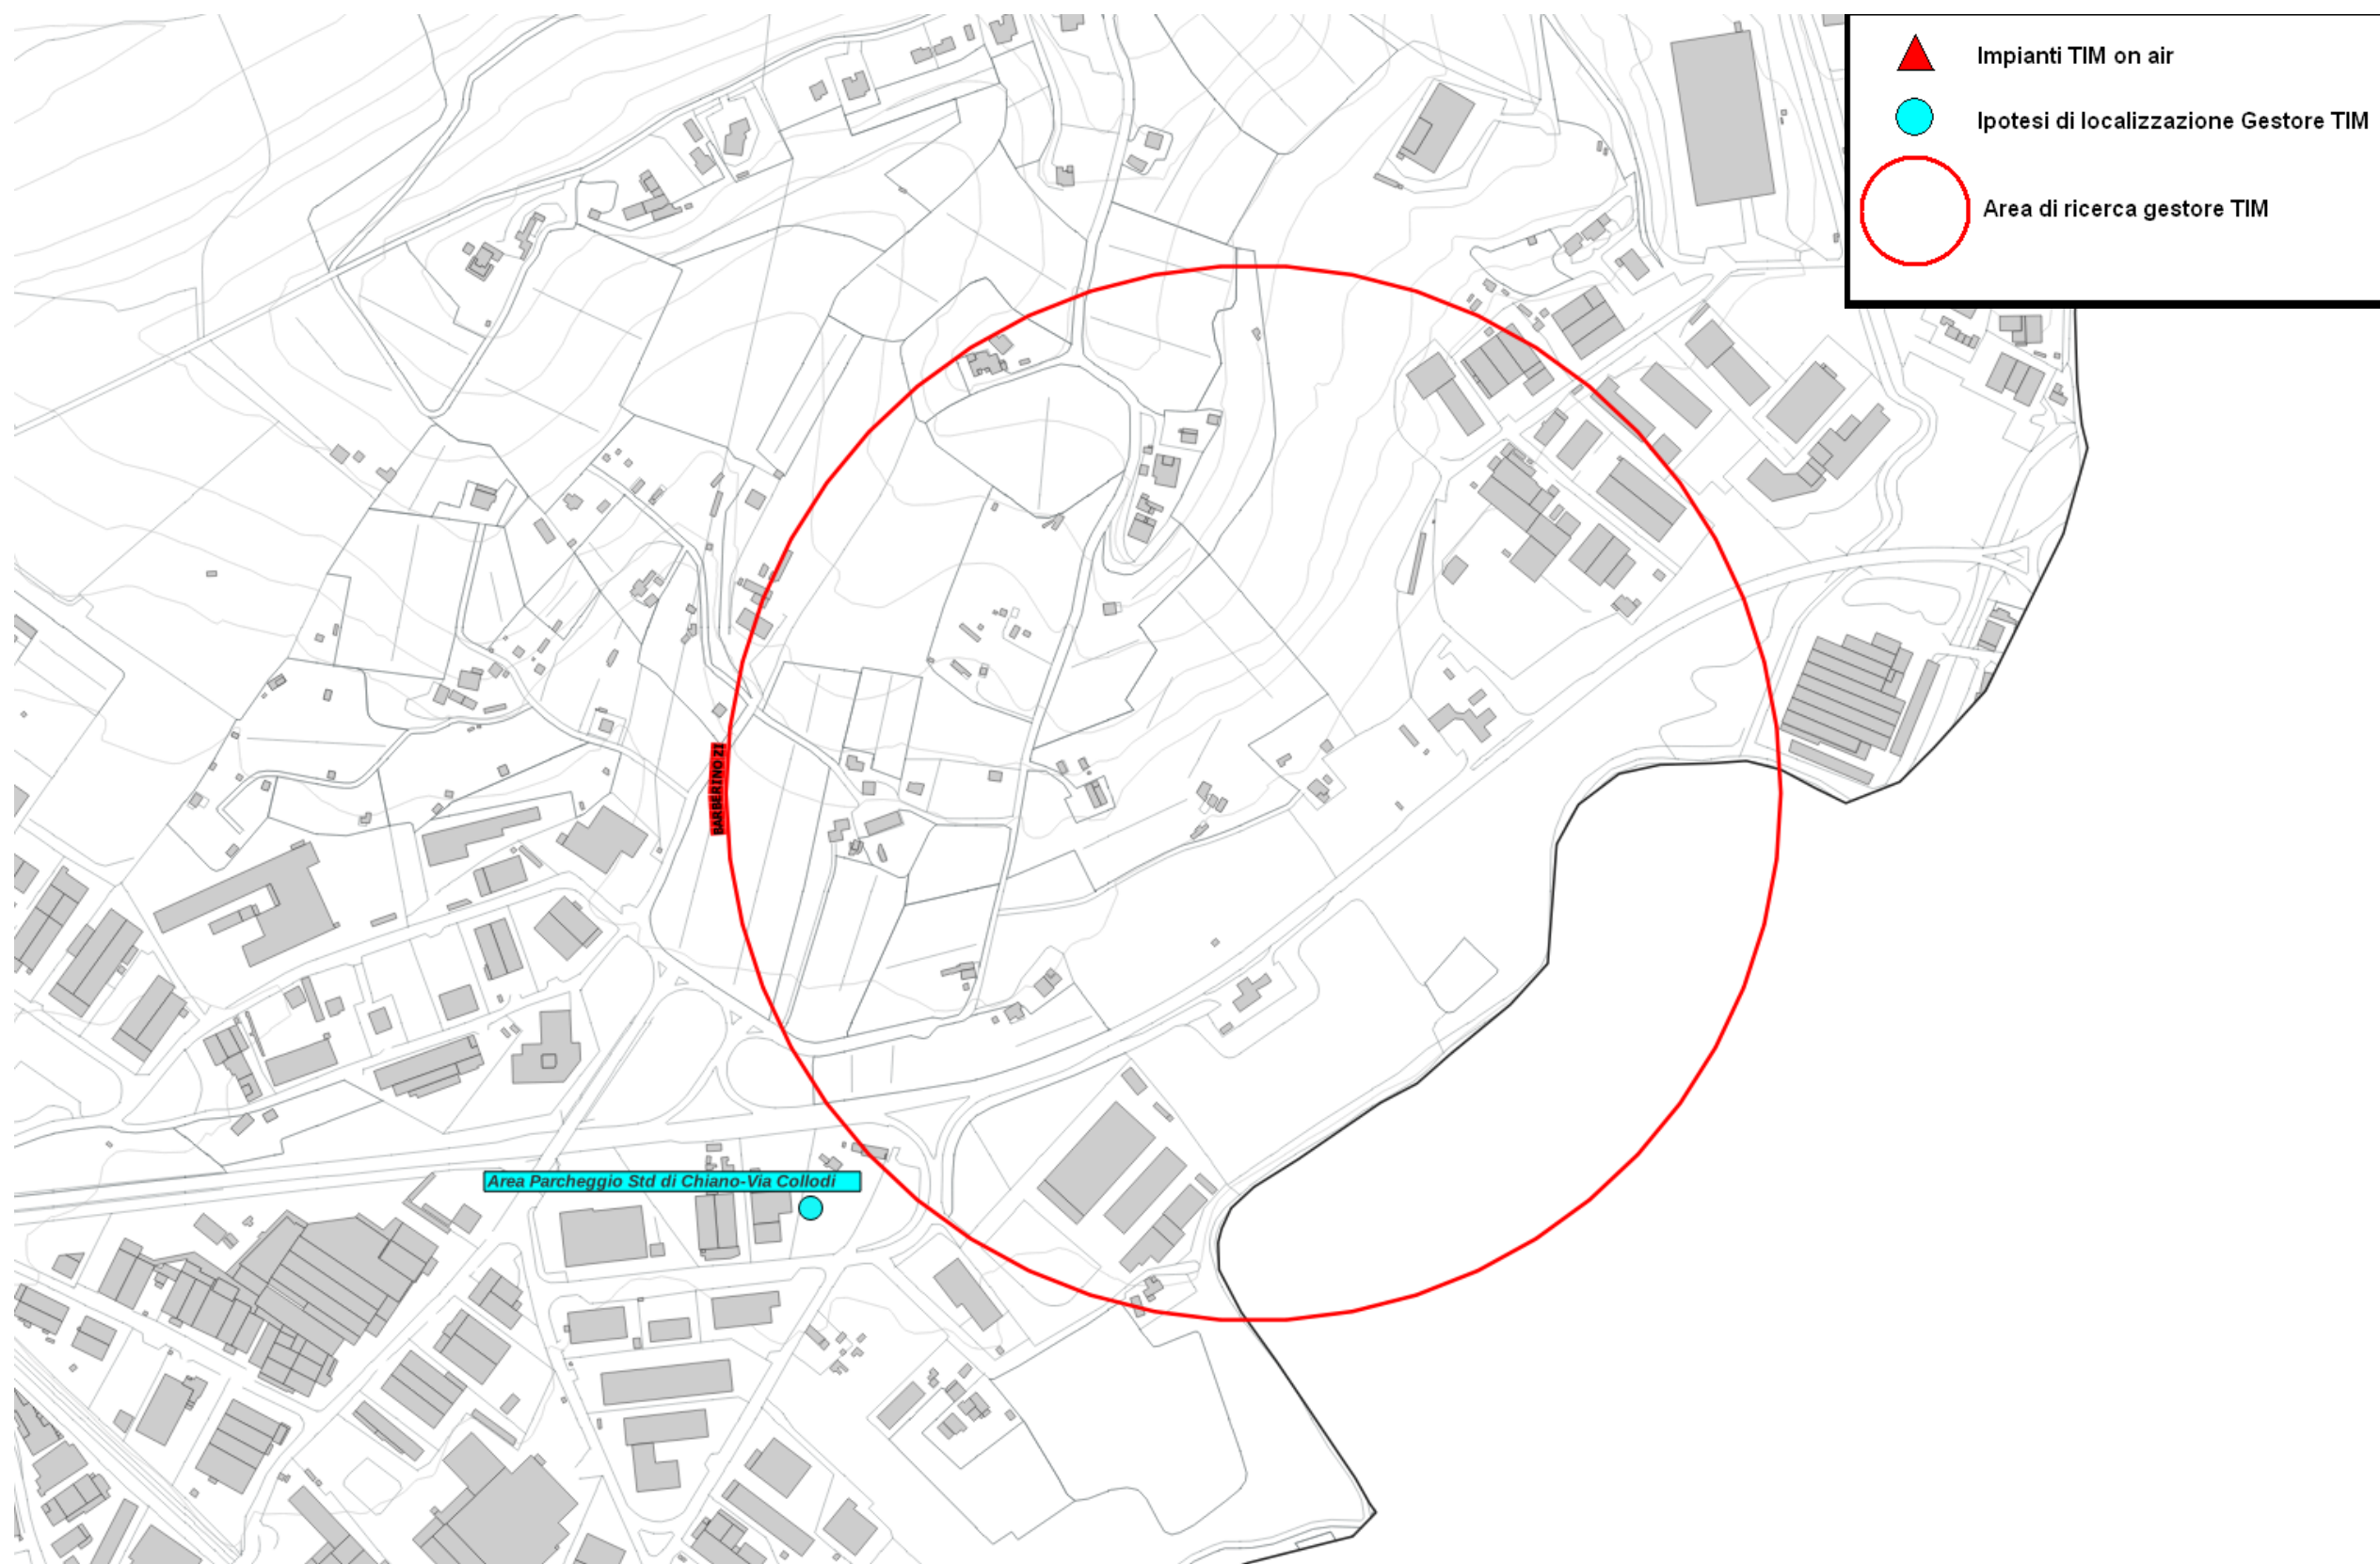 Impianti TIM on air
Ipotesi di localizzazione Gestore TIM
Area di ricerca gestore TIM
BARBERINO ZI
Area Parcheggio Std di Chiano-Via Collodi